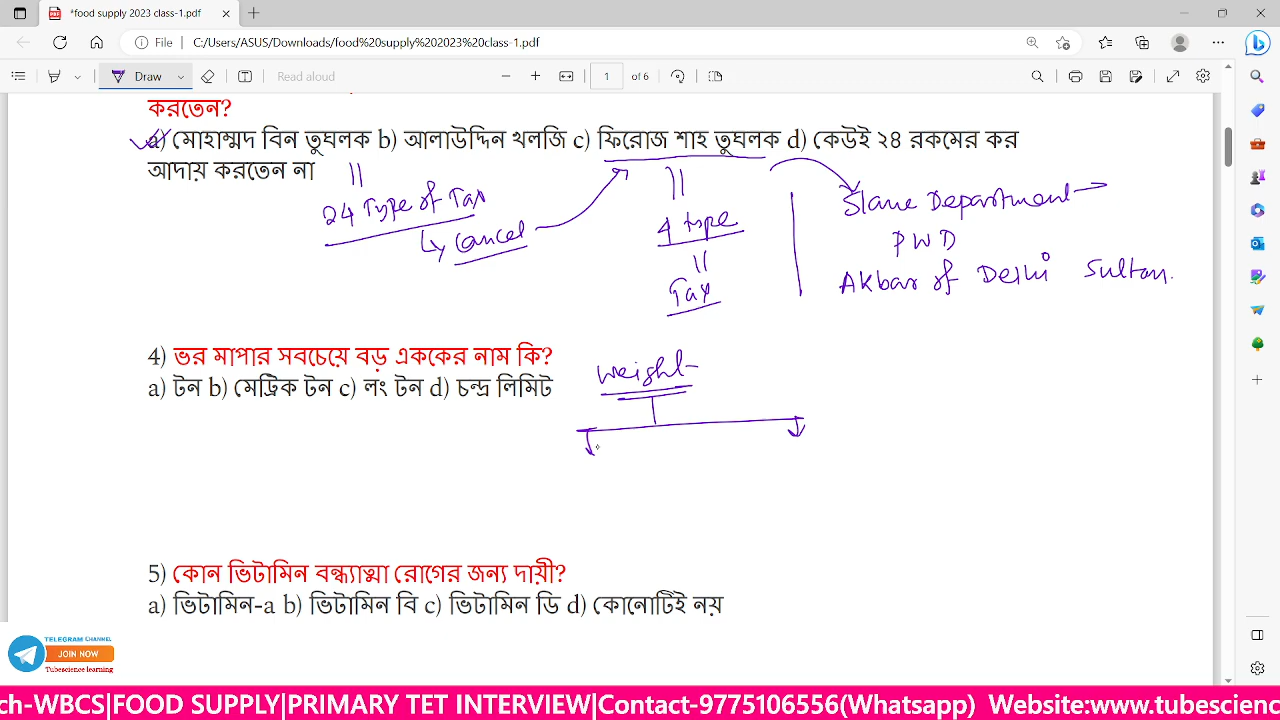 *food supply 2023 class-1.pdf
File C:/Users/ASUS/Downloads/food%20supply%202023%20class-1.pdf
Draw Read aloud 1 of 6
করতেন?
a) মোহাম্মদ বিন তুঘলক b) আলাউদ্দিন খলজি c) ফিরোজ শাহ তুঘলক d) কেউই ২৪ রকমের কর
আদায় করতেন না
24 Type of Tax
Cancel
4 type
Tax
Slave Department
PWD
Akbar of Delhi Sultan.
4) ভর মাপার সবচেয়ে বড় এককের নাম কি?
a) টন b) মেট্রিক টন c) লং টন d) চন্দ্র লিমিট
weight-
5) কোন ভিটামিন বন্ধ্যাত্মা রোগের জন্য দায়ী?
a) ভিটামিন-a b) ভিটামিন বি c) ভিটামিন ডি d) কোনোটিই নয়
TELEGRAM CHANNEL
JOIN NOW
Tubescience learning
ch-WBCS|FOOD SUPPLY|PRIMARY TET INTERVIEW|Contact-9775106556(Whatsapp) Website:www.tubescienc